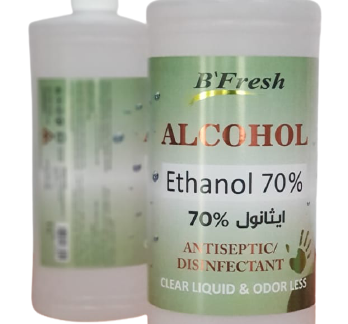 B'Fresh
ALCOHOL
Ethanol 70%
ايثانول 70%
ANTISEPTIC/
DISINFECTANT
CLEAR LIQUID & ODOR LESS